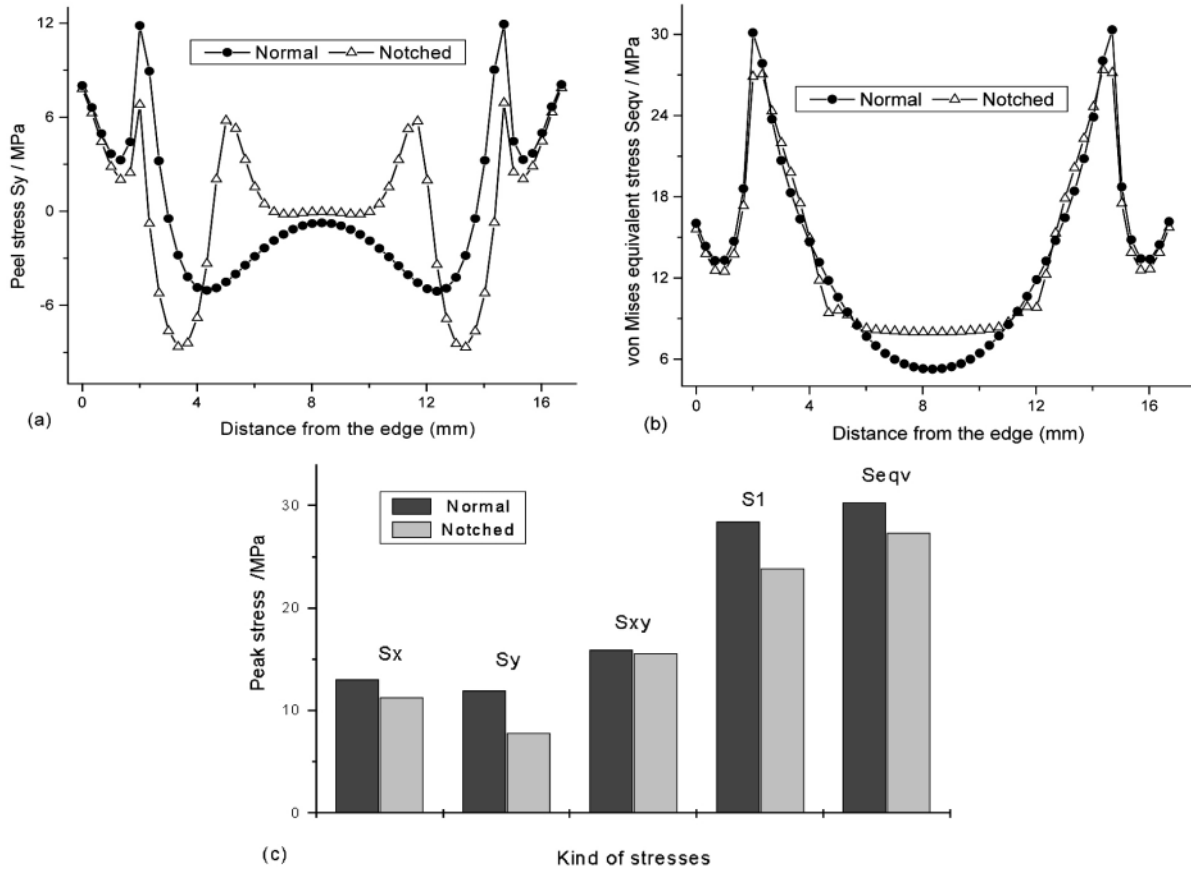 12
6
0
-6
Peel stress Sy / MPa
Normal Notched
0 4 8 12 16
Distance from the edge (mm)
(a)
30
24
18
12
6
von Mises equivalent stress Seqv / MPa
Normal Notched
0 4 8 12 16
Distance from the edge (mm)
(b)
30
20
10
0
Peak stress /MPa
Normal
Notched
Sx
Sy
Sxy
S1
Seqv
Kind of stresses
(c)